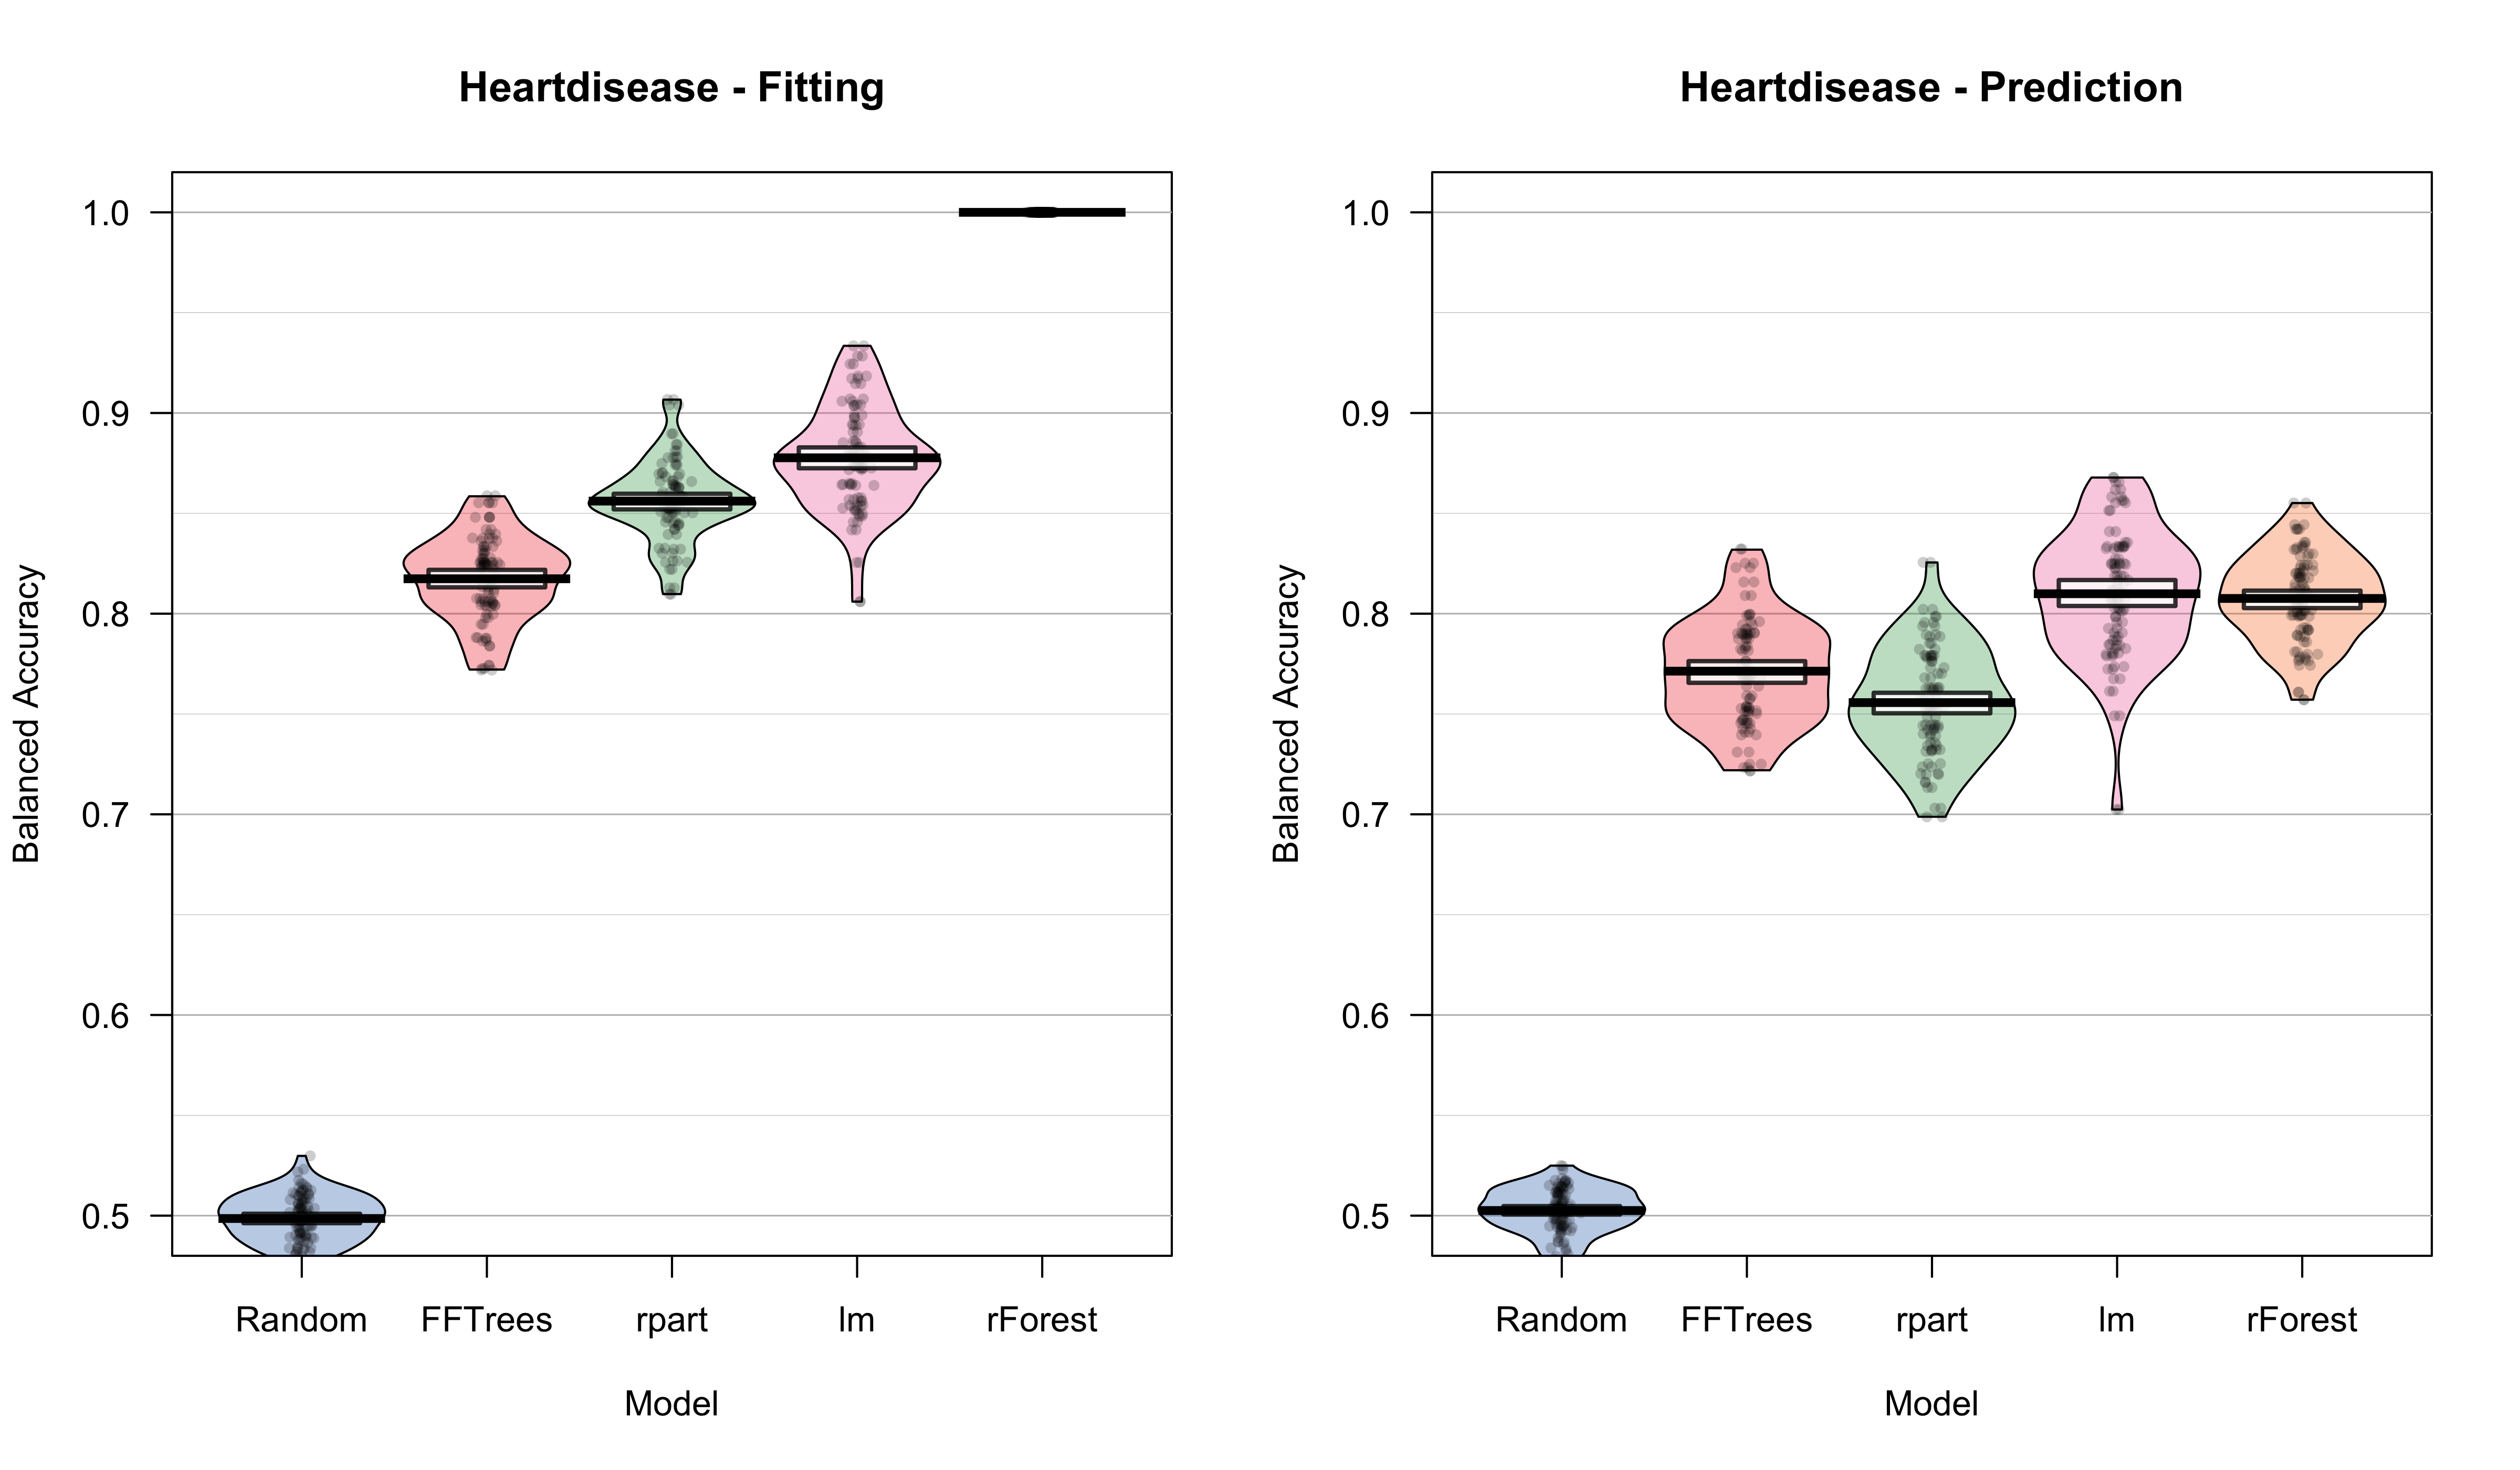 Heartdisease - Fitting
Balanced Accuracy
1.0
0.9
0.8
0.7
0.6
0.5
Random FFTrees rpart lm rForest
Model
Heartdisease - Prediction
Balanced Accuracy
1.0
0.9
0.8
0.7
0.6
0.5
Random FFTrees rpart lm rForest
Model